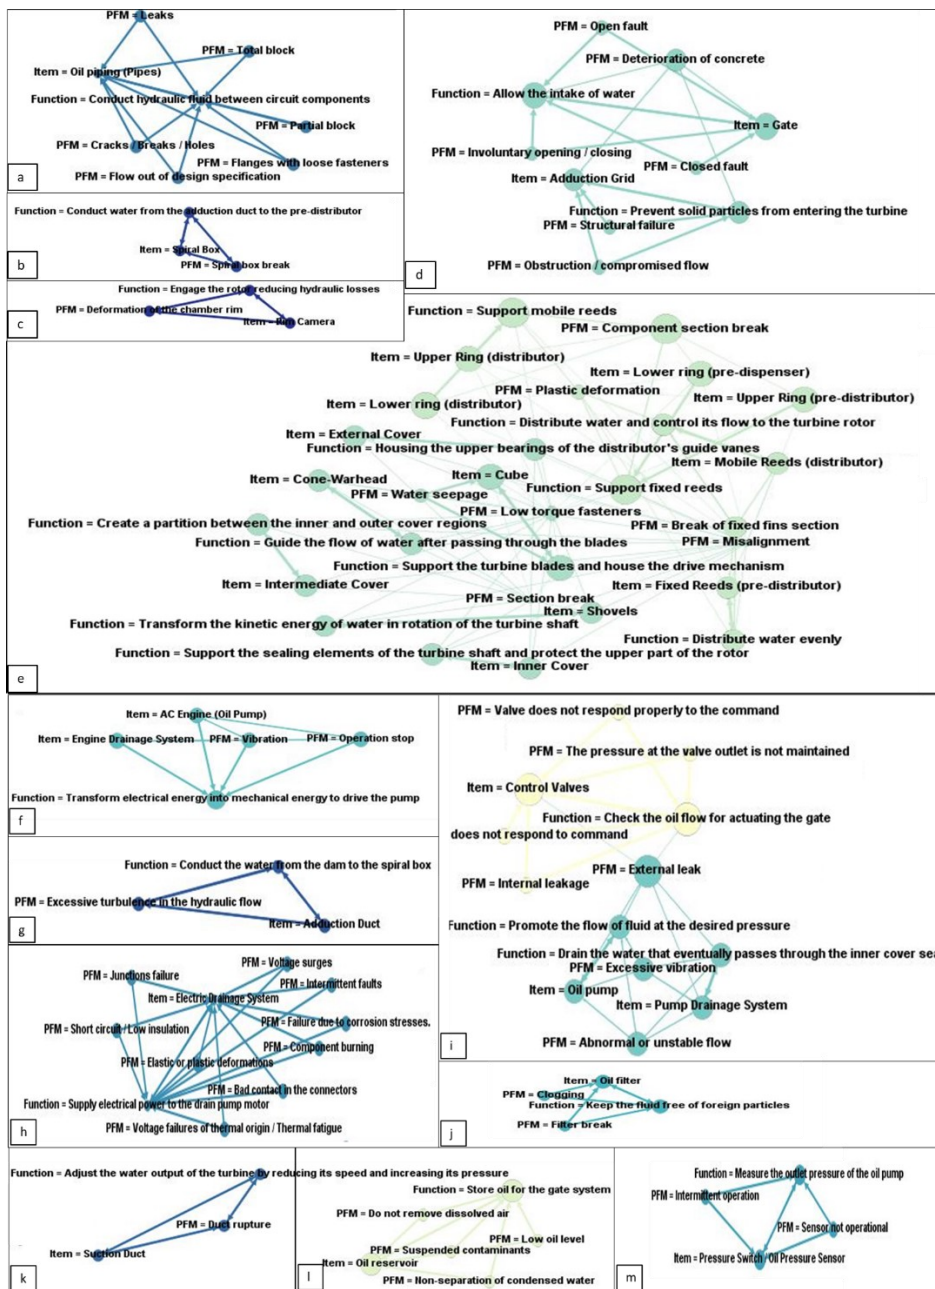 PFM = Leaks
PFM = Total block
Item = Oil piping (Pipes)
Function = Conduct hydraulic fluid between circuit components
PFM = Partial block
PFM = Cracks / Breaks / Holes
PFM = Flanges with loose fasteners
PFM = Flow out of design specification
a
Function = Conduct water from the adduction duct to the pre-distributor
Item = Spiral Box
PFM = Spiral box break
b
Function = Engage the rotor reducing hydraulic losses
PFM = Deformation of the chamber rim
Item = Rim Camera
c
PFM = Open fault
PFM = Deterioration of concrete
Function = Allow the intake of water
Item = Gate
PFM = Involuntary opening / closing
PFM = Closed fault
Item = Adduction Grid
Function = Prevent solid particles from entering the turbine
PFM = Structural failure
PFM = Obstruction / compromised flow
d
Function = Support mobile reeds
PFM = Component section break
Item = Upper Ring (distributor)
Item = Lower ring (pre-dispenser)
PFM = Plastic deformation
Item = Upper Ring (pre-distributor)
Item = Lower ring (distributor)
Function = Distribute water and control its flow to the turbine rotor
Item = External Cover
Function = Housing the upper bearings of the distributor's guide vanes
Item = Mobile Reeds (distributor)
Item = Cone-Warhead
Item = Cube
Function = Support fixed reeds
PFM = Water seepage
PFM = Low torque fasteners
Function = Create a partition between the inner and outer cover regions
PFM = Break of fixed fins section
Function = Guide the flow of water after passing through the blades
PFM = Misalignment
Function = Support the turbine blades and house the drive mechanism
Item = Intermediate Cover
Item = Fixed Reeds (pre-distributor)
PFM = Section break
Item = Shovels
Function = Transform the kinetic energy of water in rotation of the turbine shaft
Function = Distribute water evenly
Function = Support the sealing elements of the turbine shaft and protect the upper part of the rotor
Item = Inner Cover
e
Item = AC Engine (Oil Pump)
Item = Engine Drainage System
PFM = Vibration
PFM = Operation stop
Function = Transform electrical energy into mechanical energy to drive the pump
f
Function = Conduct the water from the dam to the spiral box
PFM = Excessive turbulence in the hydraulic flow
Item = Adduction Duct
g
PFM = Voltage surges
PFM = Junctions failure
PFM = Intermittent faults
Item = Electric Drainage System
PFM = Short circuit / Low insulation
PFM = Failure due to corrosion stresses.
PFM = Component burning
PFM = Elastic or plastic deformations
PFM = Bad contact in the connectors
Function = Supply electrical power to the drain pump motor
PFM = Voltage failures of thermal origin / Thermal fatigue
h
PFM = Valve does not respond properly to the command
PFM = The pressure at the valve outlet is not maintained
Item = Control Valves
Function = Check the oil flow for actuating the gate
does not respond to command
PFM = External leak
PFM = Internal leakage
Function = Promote the flow of fluid at the desired pressure
Function = Drain the water that eventually passes through the inner cover sea
PFM = Excessive vibration
Item = Oil pump
Item = Pump Drainage System
PFM = Abnormal or unstable flow
i
Item = Oil filter
PFM = Clogging
Function = Keep the fluid free of foreign particles
PFM = Filter break
j
Function = Adjust the water output of the turbine by reducing its speed and increasing its pressure
PFM = Duct rupture
Item = Suction Duct
k
Function = Store oil for the gate system
PFM = Do not remove dissolved air
PFM = Low oil level
PFM = Suspended contaminants
Item = Oil reservoir
PFM = Non-separation of condensed water
l
Function = Measure the outlet pressure of the oil pump
PFM = Intermittent operation
PFM = Sensor not operational
Item = Pressure Switch / Oil Pressure Sensor
m